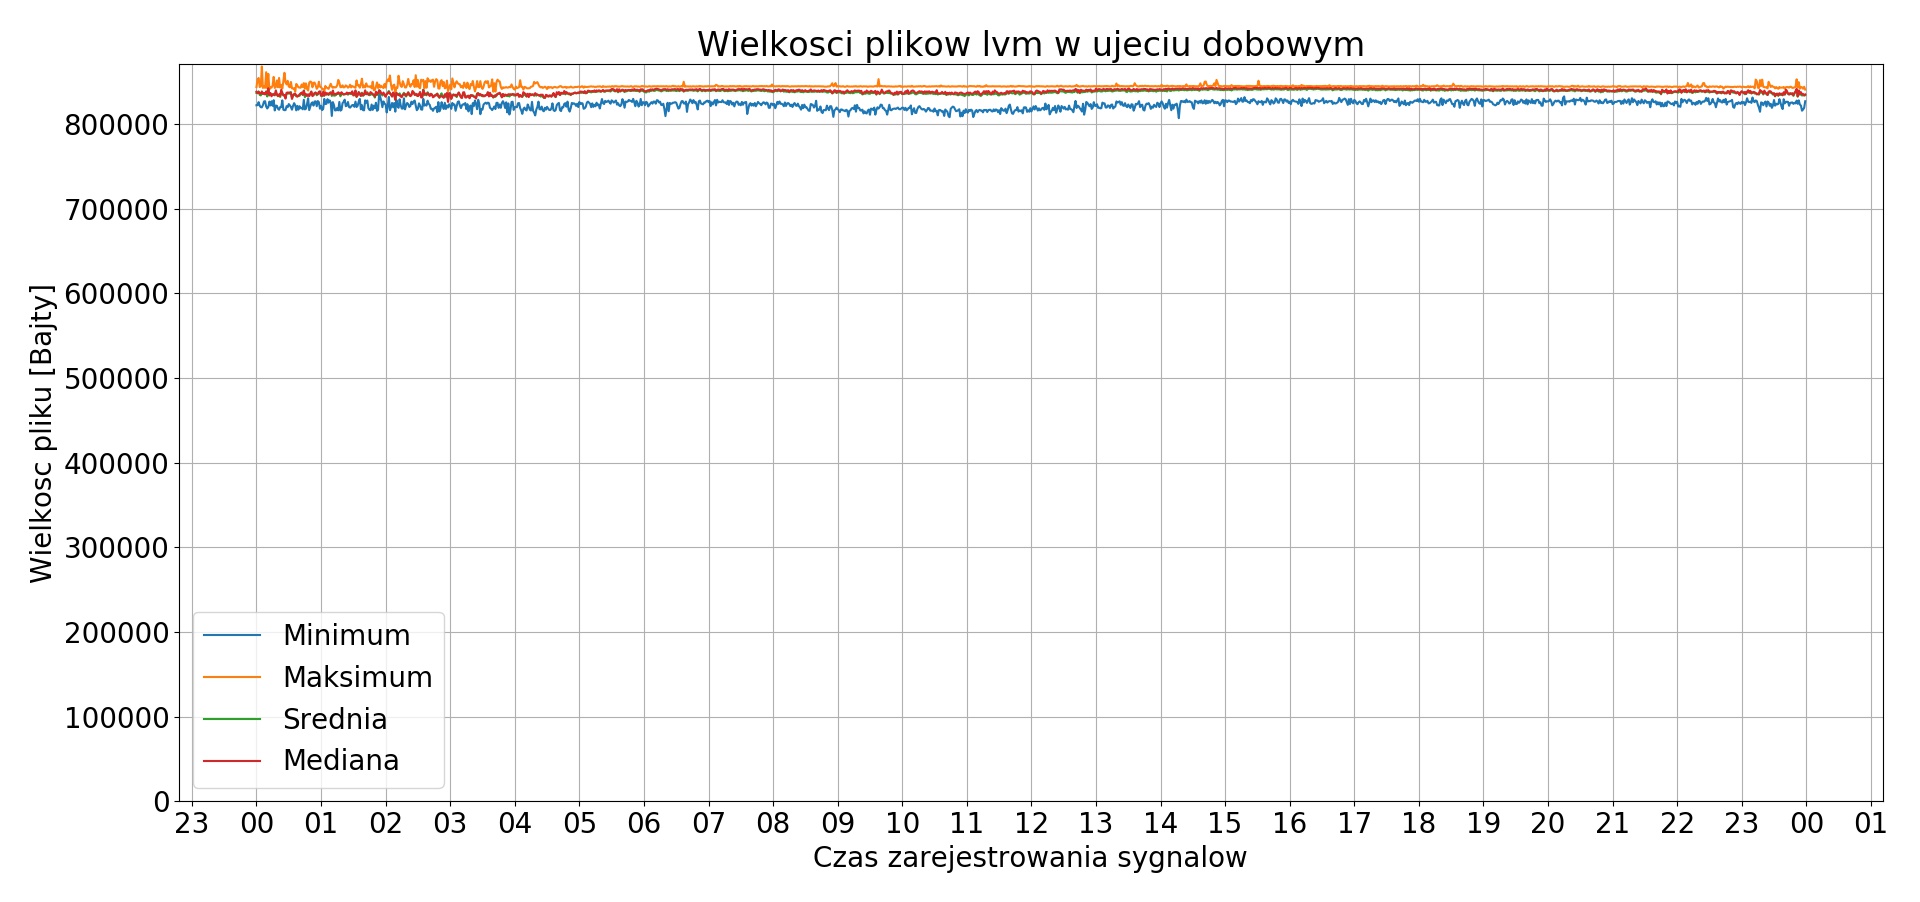 Wielkosci plikow lvm w ujeciu dobowym
Wielkosc pliku [Bajty]
800000
700000
600000
500000
400000
300000
200000
100000
0
Minimum
Maksimum
Srednia
Mediana
23 00 01 02 03 04 05 06 07 08 09 10 11 12 13 14 15 16 17 18 19 20 21 22 23 00 01
Czas zarejestrowania sygnalow